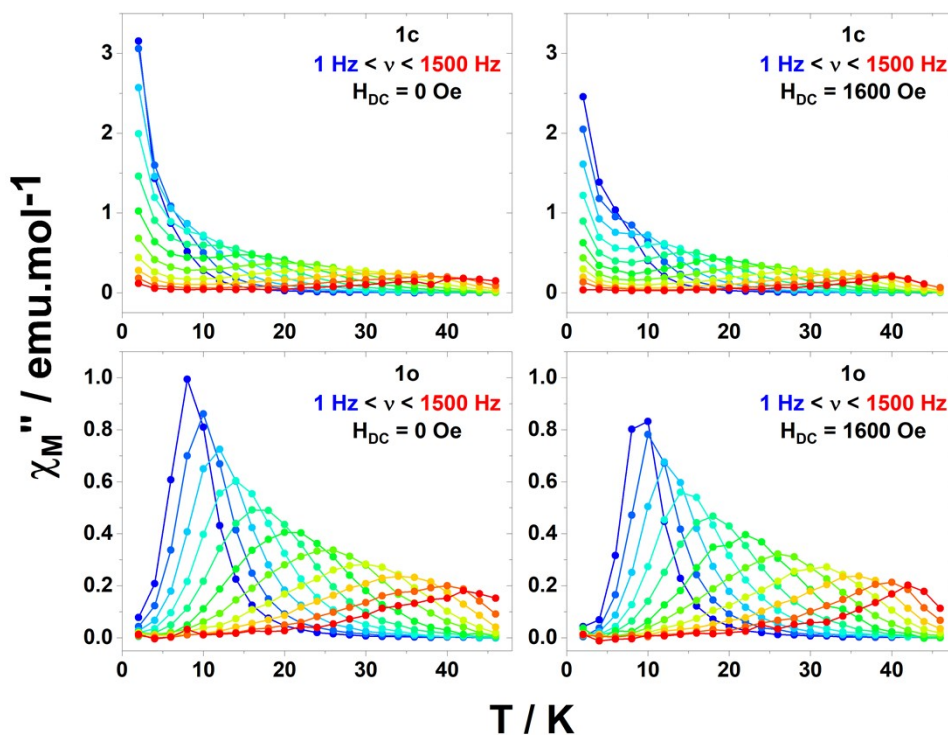 1c
1 Hz < ν < 1500 Hz
H_DC = 0 Oe
3
2
1
0
0 10 20 30 40
1c
1 Hz < ν < 1500 Hz
H_DC = 1600 Oe
3
2
1
0
0 10 20 30 40
1o
1 Hz < ν < 1500 Hz
H_DC = 0 Oe
1.0
0.8
0.6
0.4
0.2
0.0
0 10 20 30 40
1o
1 Hz < ν < 1500 Hz
H_DC = 1600 Oe
1.0
0.8
0.6
0.4
0.2
0.0
0 10 20 30 40
χ_M'' / emu.mol-1
T / K